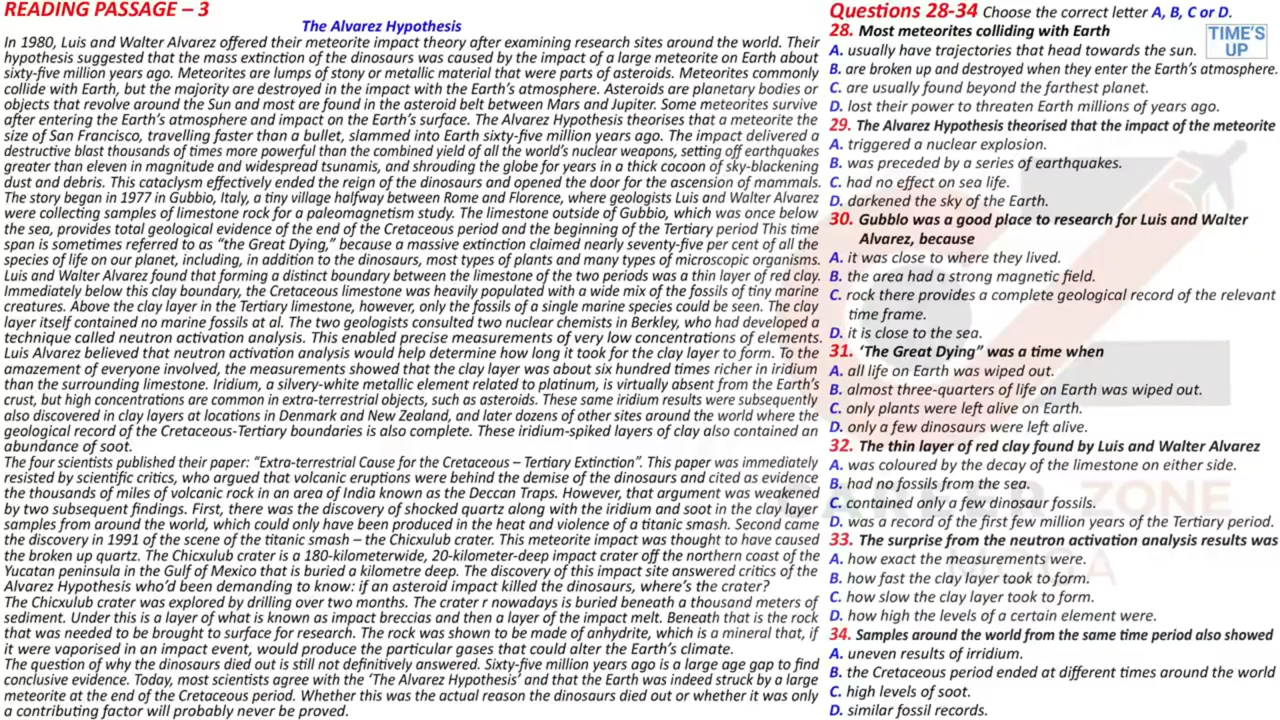 READING PASSAGE – 3
The Alvarez Hypothesis
In 1980, Luis and Walter Alvarez offered their meteorite impact theory after examining research sites around the world. Their
hypothesis suggested that the mass extinction of the dinosaurs was caused by the impact of a large meteorite on Earth about
sixty-five million years ago. Meteorites are lumps of stony or metallic material that were parts of asteroids. Meteorites commonly
collide with Earth, but the majority are destroyed in the impact with the Earth's atmosphere. Asteroids are planetary bodies or
objects that revolve around the Sun and most are found in the asteroid belt between Mars and Jupiter. Some meteorites survive
after entering the Earth's atmosphere and impact on the Earth's surface. The Alvarez Hypothesis theorises that a meteorite the
size of San Francisco, travelling faster than a bullet, slammed into Earth sixty-five million years ago. The impact delivered a
destructive blast thousands of times more powerful than the combined yield of all the world's nuclear weapons, setting off earthquakes
greater than eleven in magnitude and widespread tsunamis, and shrouding the globe for years in a thick cocoon of sky-blackening
dust and debris. This cataclysm effectively ended the reign of the dinosaurs and opened the door for the ascension of mammals.
The story began in 1977 in Gubbio, Italy, a tiny village halfway between Rome and Florence, where geologists Luis and Walter Alvarez
were collecting samples of limestone rock for a paleomagnetism study. The limestone outside of Gubbio, which was once below
the sea, provides total geological evidence of the end of the Cretaceous period and the beginning of the Tertiary period This time
span is sometimes referred to as "the Great Dying," because a massive extinction claimed nearly seventy-five per cent of all the
species of life on our planet, including, in addition to the dinosaurs, most types of plants and many types of microscopic organisms.
Luis and Walter Alvarez found that forming a distinct boundary between the limestone of the two periods was a thin layer of red clay.
Immediately below this clay boundary, the Cretaceous limestone was heavily populated with a wide mix of the fossils of tiny marine
creatures. Above the clay layer in the Tertiary limestone, however, only the fossils of a single marine species could be seen. The clay
layer itself contained no marine fossils at al. The two geologists consulted two nuclear chemists in Berkley, who had developed a
technique called neutron activation analysis. This enabled precise measurements of very low concentrations of elements.
Luis Alvarez believed that neutron activation analysis would help determine how long it took for the clay layer to form. To the
amazement of everyone involved, the measurements showed that the clay layer was about six hundred times richer in iridium
than the surrounding limestone. Iridium, a silvery-white metallic element related to platinum, is virtually absent from the Earth's
crust, but high concentrations are common in extra-terrestrial objects, such as asteroids. These same iridium results were subsequently
also discovered in clay layers at locations in Denmark and New Zealand, and later dozens of other sites around the world where the
geological record of the Cretaceous-Tertiary boundaries is also complete. These iridium-spiked layers of clay also contained an
abundance of soot.
The four scientists published their paper: "Extra-terrestrial Cause for the Cretaceous – Tertiary Extinction". This paper was immediately
resisted by scientific critics, who argued that volcanic eruptions were behind the demise of the dinosaurs and cited as evidence
the thousands of miles of volcanic rock in an area of India known as the Deccan Traps. However, that argument was weakened
by two subsequent findings. First, there was the discovery of shocked quartz along with the iridium and soot in the clay layer
samples from around the world, which could only have been produced in the heat and violence of a titanic smash. Second came
the discovery in 1991 of the scene of the titanic smash – the Chicxulub crater. This meteorite impact was thought to have caused
the broken up quartz. The Chicxulub crater is a 180-kilometerwide, 20-kilometer-deep impact crater off the northern coast of the
Yucatan peninsula in the Gulf of Mexico that is buried a kilometre deep. The discovery of this impact site answered critics of the
Alvarez Hypothesis who'd been demanding to know: if an asteroid impact killed the dinosaurs, where's the crater?
The Chicxulub crater was explored by drilling over two months. The crater r nowadays is buried beneath a thousand meters of
sediment. Under this is a layer of what is known as impact breccias and then a layer of the impact melt. Beneath that is the rock
that was needed to be brought to surface for research. The rock was shown to be made of anhydrite, which is a mineral that, if
it were vaporised in an impact event, would produce the particular gases that could alter the Earth's climate.
The question of why the dinosaurs died out is still not definitively answered. Sixty-five million years ago is a large age gap to find
conclusive evidence. Today, most scientists agree with the 'The Alvarez Hypothesis' and that the Earth was indeed struck by a large
meteorite at the end of the Cretaceous period. Whether this was the actual reason the dinosaurs died out or whether it was only
a contributing factor will probably never be proved.
Questions 28-34 Choose the correct letter A, B, C or D.
TIME'S
UP
28. Most meteorites colliding with Earth
A. usually have trajectories that head towards the sun.
B. are broken up and destroyed when they enter the Earth's atmosphere.
C. are usually found beyond the farthest planet.
D. lost their power to threaten Earth millions of years ago.
29. The Alvarez Hypothesis theorised that the impact of the meteorite
A. triggered a nuclear explosion.
B. was preceded by a series of earthquakes.
C. had no effect on sea life.
D. darkened the sky of the Earth.
30. Gubblo was a good place to research for Luis and Walter
Alvarez, because
A. it was close to where they lived.
B. the area had a strong magnetic field.
C. rock there provides a complete geological record of the relevant
time frame.
D. it is close to the sea.
31. 'The Great Dying" was a time when
A. all life on Earth was wiped out.
B. almost three-quarters of life on Earth was wiped out.
C. only plants were left alive on Earth.
D. only a few dinosaurs were left alive.
32. The thin layer of red clay found by Luis and Walter Alvarez
A. was coloured by the decay of the limestone on either side.
B. had no fossils from the sea.
C. contained only a few dinosaur fossils.
D. was a record of the first few million years of the Tertiary period.
33. The surprise from the neutron activation analysis results was
A. how exact the measurements were.
B. how fast the clay layer took to form.
C. how slow the clay layer took to form.
D. how high the levels of a certain element were.
34. Samples around the world from the same time period also showed
A. uneven results of irridium.
B. the Cretaceous period ended at different times around the world
C. high levels of soot.
D. similar fossil records.
CAREER ZONE
MOGA